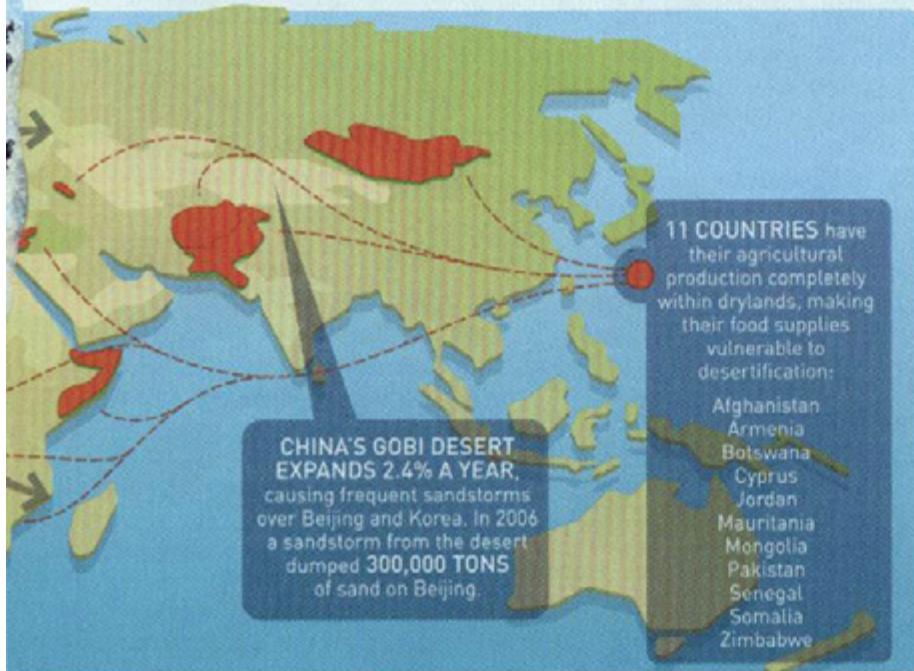 11 COUNTRIES have
their agricultural
production completely
within drylands, making
their food supplies
vulnerable to
desertification:
Afghanistan
Armenia
Botswana
Cyprus
Jordan
Mauritania
Mongolia
Pakistan
Senegal
Somalia
Zimbabwe
CHINA'S GOBI DESERT
EXPANDS 2.4% A YEAR,
causing frequent sandstorms
over Beijing and Korea. In 2006
a sandstorm from the desert
dumped 300,000 TONS
of sand on Beijing.